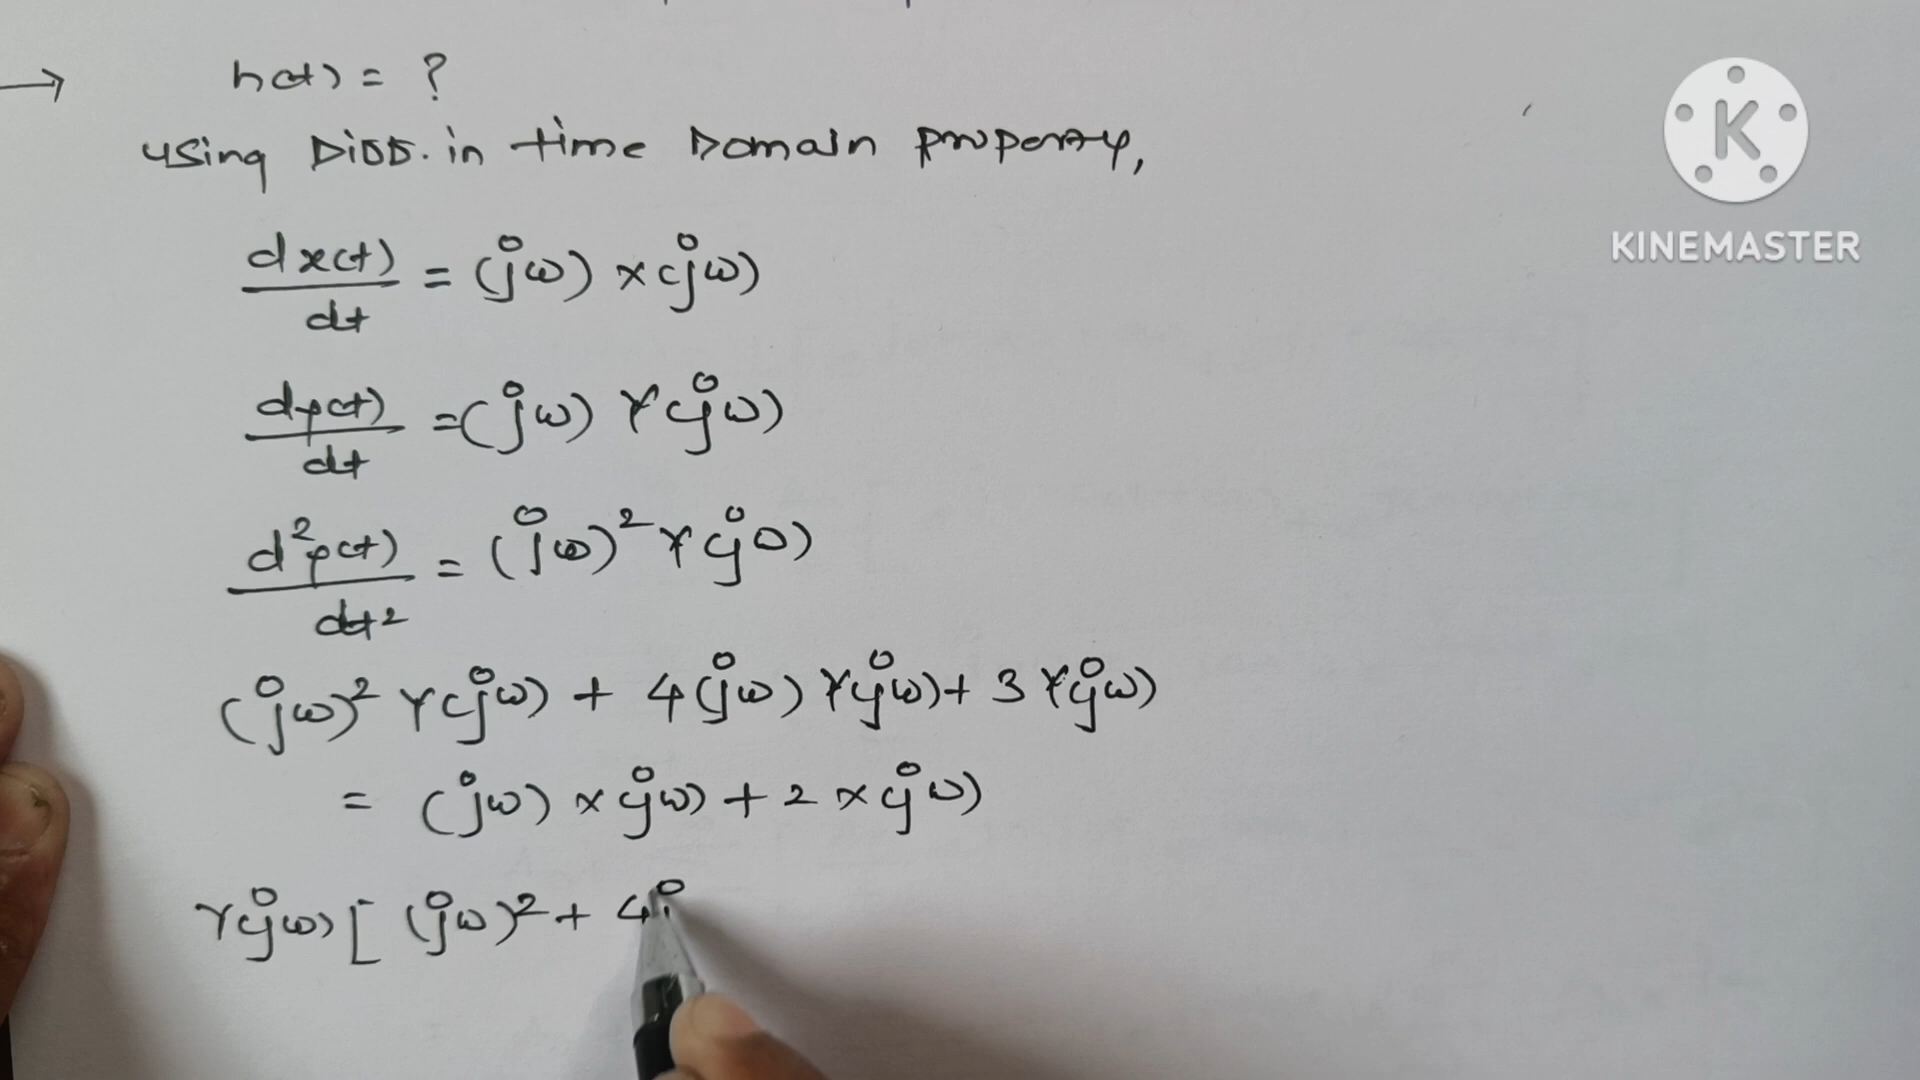 h(t) = ?
using Diff. in time Domain property,
dx(t)/dt = (jω) X(jω)
dy(t)/dt = (jω) Y(jω)
d²y(t)/dt² = (jω)² Y(jω)
(jω)² Y(jω) + 4(jω) Y(jω) + 3 Y(jω)
= (jω) X(jω) + 2 X(jω)
Y(jω) [ (jω)² + 4j
K
KINEMASTER